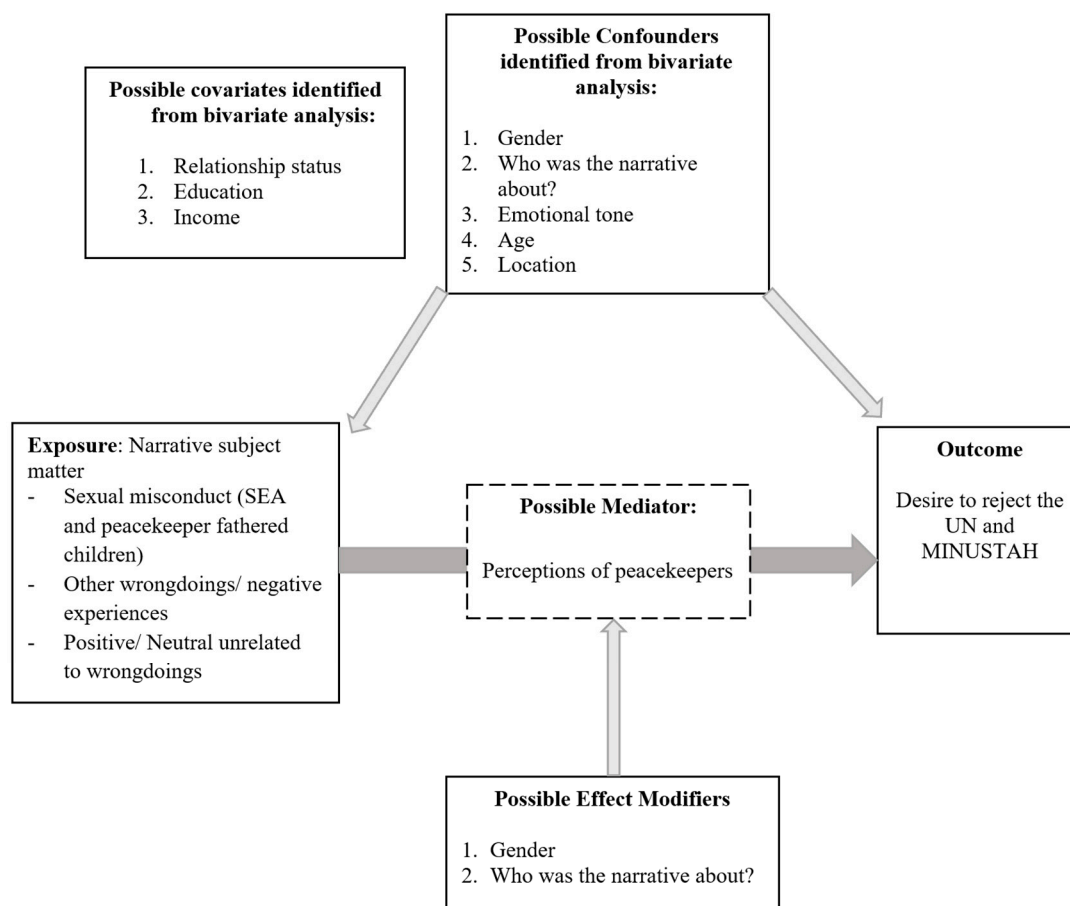 Possible covariates identified
from bivariate analysis:
1. Relationship status
2. Education
3. Income
Possible Confounders
identified from bivariate
analysis:
1. Gender
2. Who was the narrative
about?
3. Emotional tone
4. Age
5. Location
Exposure: Narrative subject
matter
- Sexual misconduct (SEA
and peacekeeper fathered
children)
- Other wrongdoings/ negative
experiences
- Positive/ Neutral unrelated
to wrongdoings
Possible Mediator:
Perceptions of peacekeepers
Outcome
Desire to reject the
UN and
MINUSTAH
Possible Effect Modifiers
1. Gender
2. Who was the narrative about?